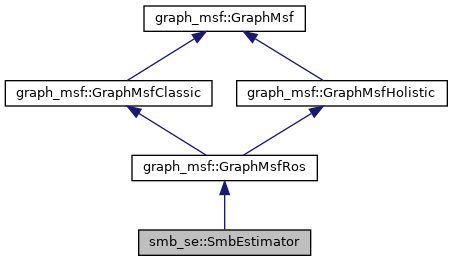 graph_msf::GraphMsf
graph_msf::GraphMsfClassic
graph_msf::GraphMsfHolistic
graph_msf::GraphMsfRos
smb_se::SmbEstimator